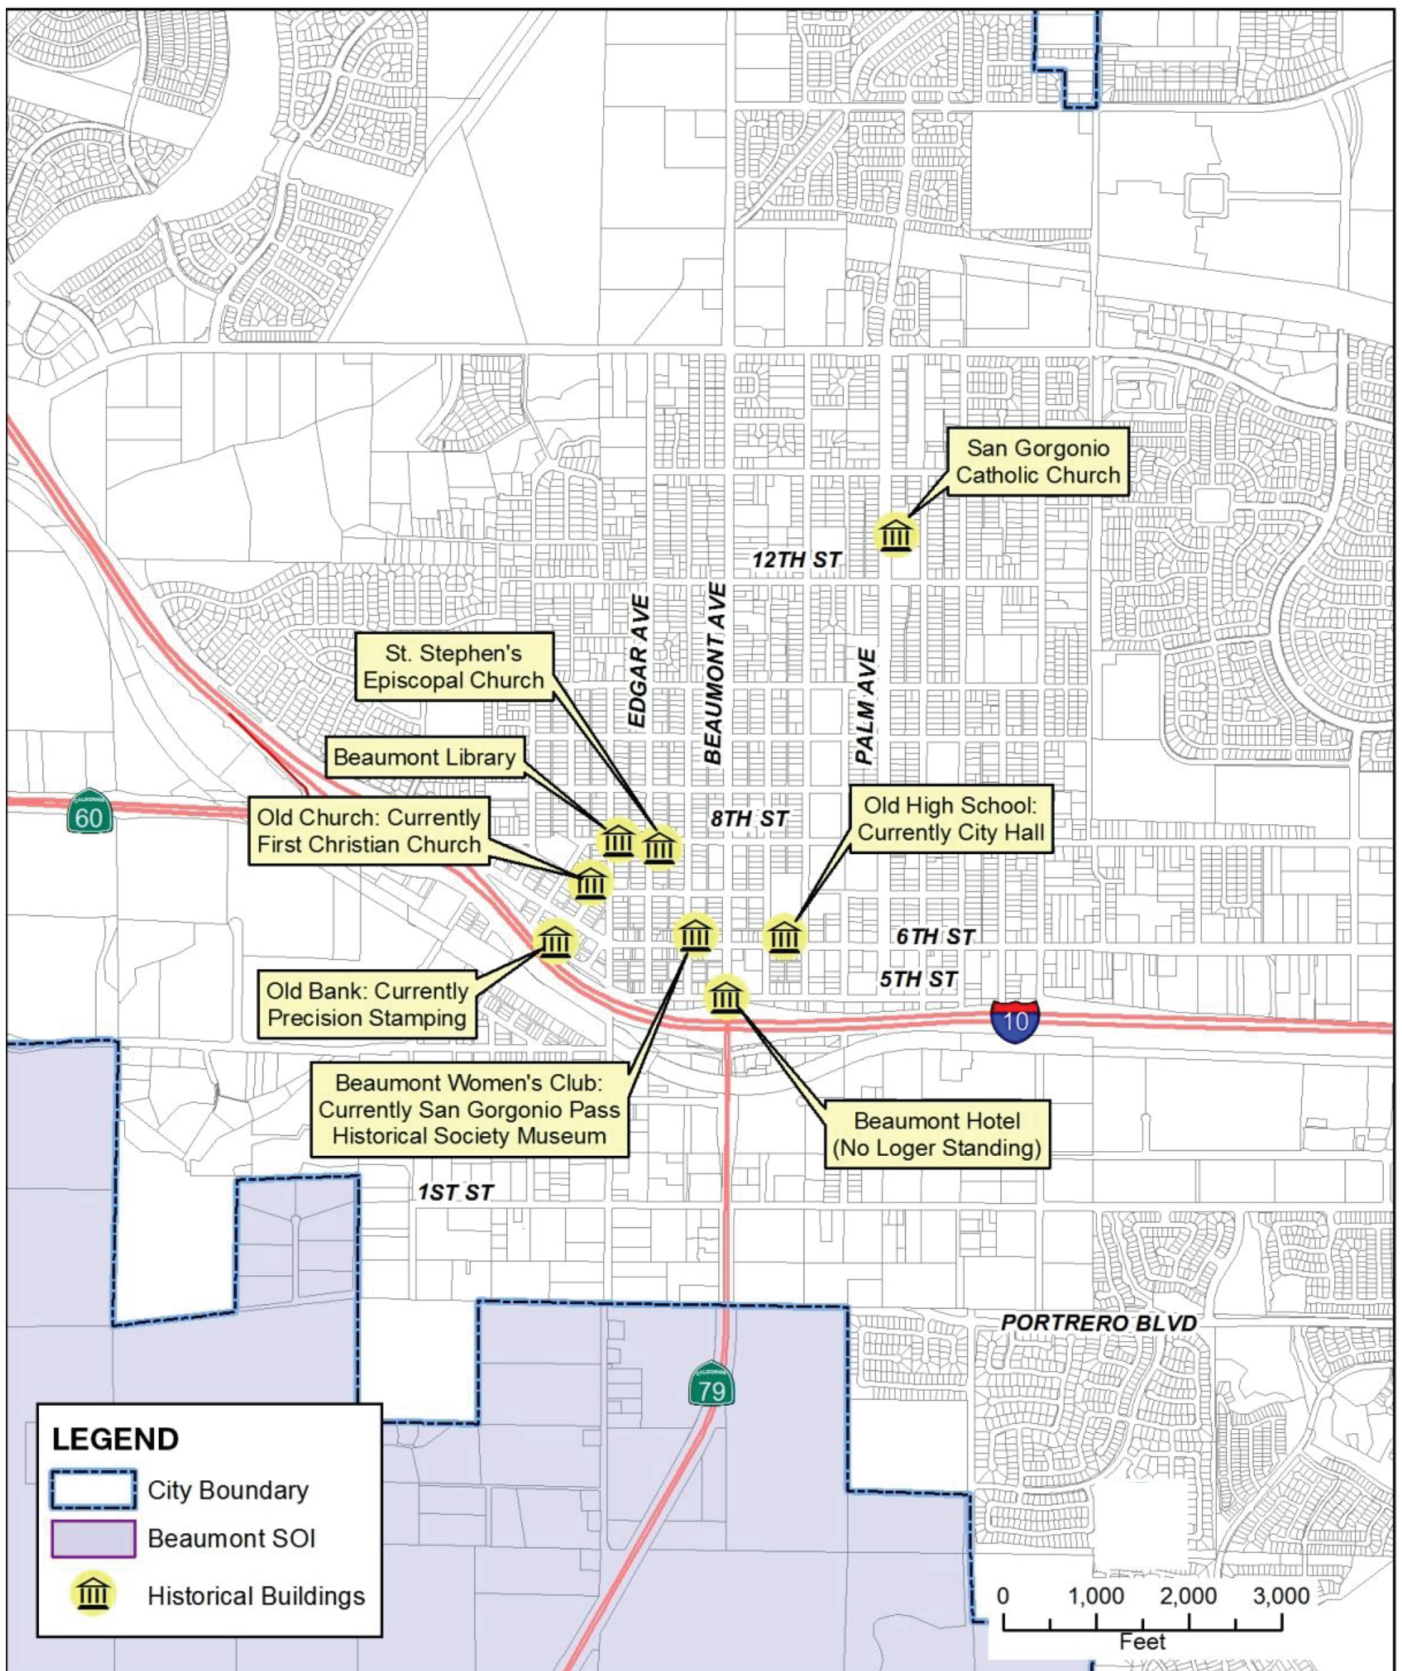 San Gorgonio
Catholic Church
12TH ST
EDGAR AVE
BEAUMONT AVE
PALM AVE
St. Stephen's
Episcopal Church
Beaumont Library
CALIFORNIA
60
Old Church: Currently
First Christian Church
8TH ST
Old High School:
Currently City Hall
6TH ST
5TH ST
Old Bank: Currently
Precision Stamping
10
Beaumont Women's Club:
Currently San Gorgonio Pass
Historical Society Museum
Beaumont Hotel
(No Loger Standing)
1ST ST
PORTRERO BLVD
CALIFORNIA
79
LEGEND
City Boundary
Beaumont SOI
Historical Buildings
0 1,000 2,000 3,000
Feet